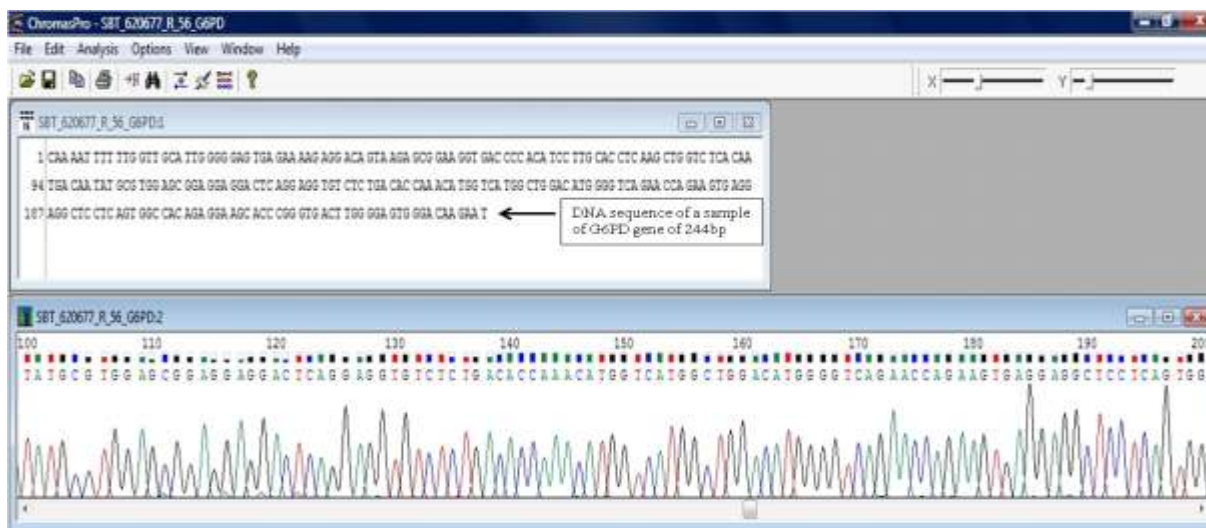 ChromasPro - SBT_620677_R_56_G6PD
File Edit Analysis Options View Window Help
X Y
SBT_620677_R_56_G6PD:1
1 CAA AAT TTT TTG GTT GCA TTG GGG GAG TGA GAA AAG AGG ACA GTA AGA GCG GAA GGT GAC CCC ACA TCC TTG CAC CTC AAG CTG GTC TCA CAA
94 TGA CAA TAT GCG TGG AGC GGA GGA GGA CTC AGG AGG TGT CTC TGA CAC CAA ACA TGG TCA TGG CTG GAC ATG GGG TCA GAA CCA GAA GTG AGG
187 AGG CTC CTC AGT GGC CAC AGA GGA AGC ACC CGG GTG ACT TGG GGA GTG GGA CAA GAA T
DNA sequence of a sample
of G6PD gene of 244bp
SBT_620677_R_56_G6PD:2
100 110 120 130 140 150 160 170 180 190 20
TATGCGTGGAGCGGAGGAGGACTCAGGAGGTGTCTCTGACACCAAACATGGTCATGGCTGGACATGGGGTCAGAACCAGAAGTGAGGAGGCTCCTCAGTGG